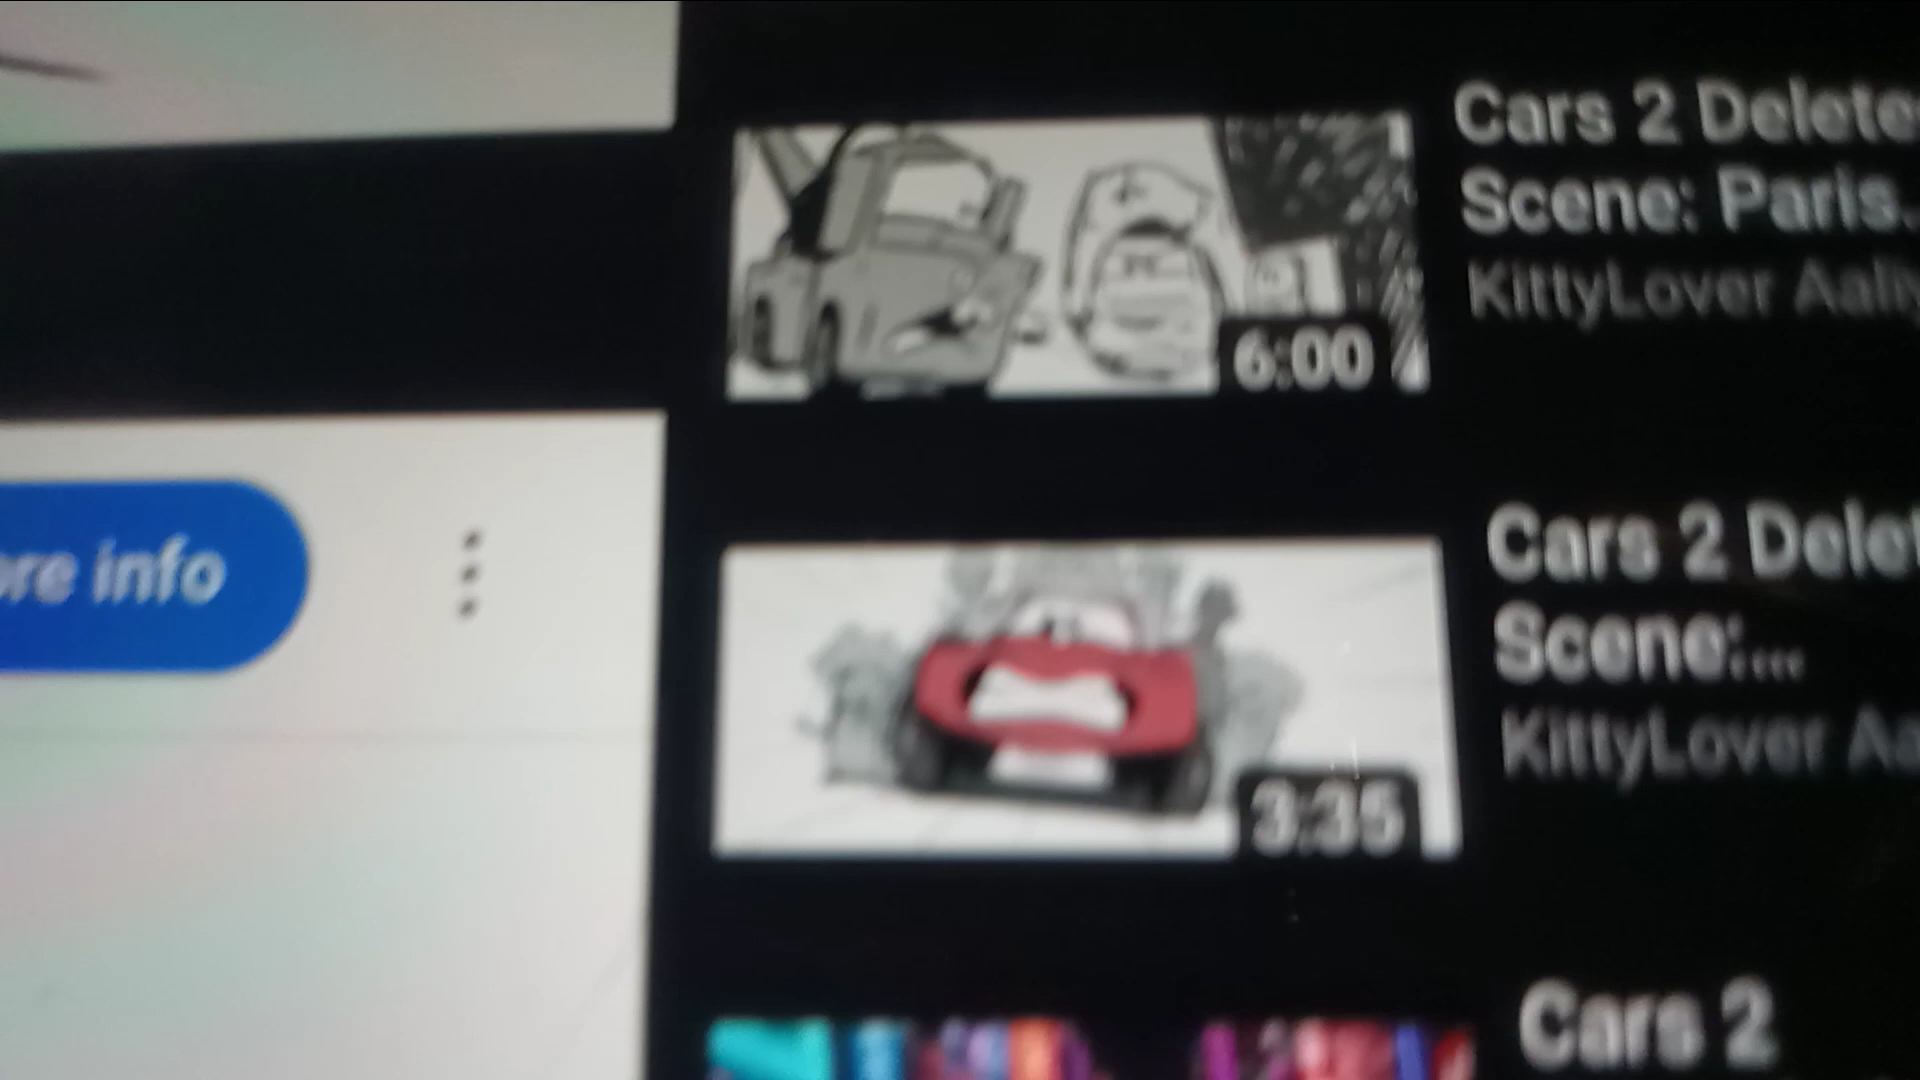 Cars 2 Delete
Scene: Paris...
KittyLover Aaliy
6:00
ore info
Cars 2 Delet
Scene:...
KittyLover Aa
3:35
Cars 2